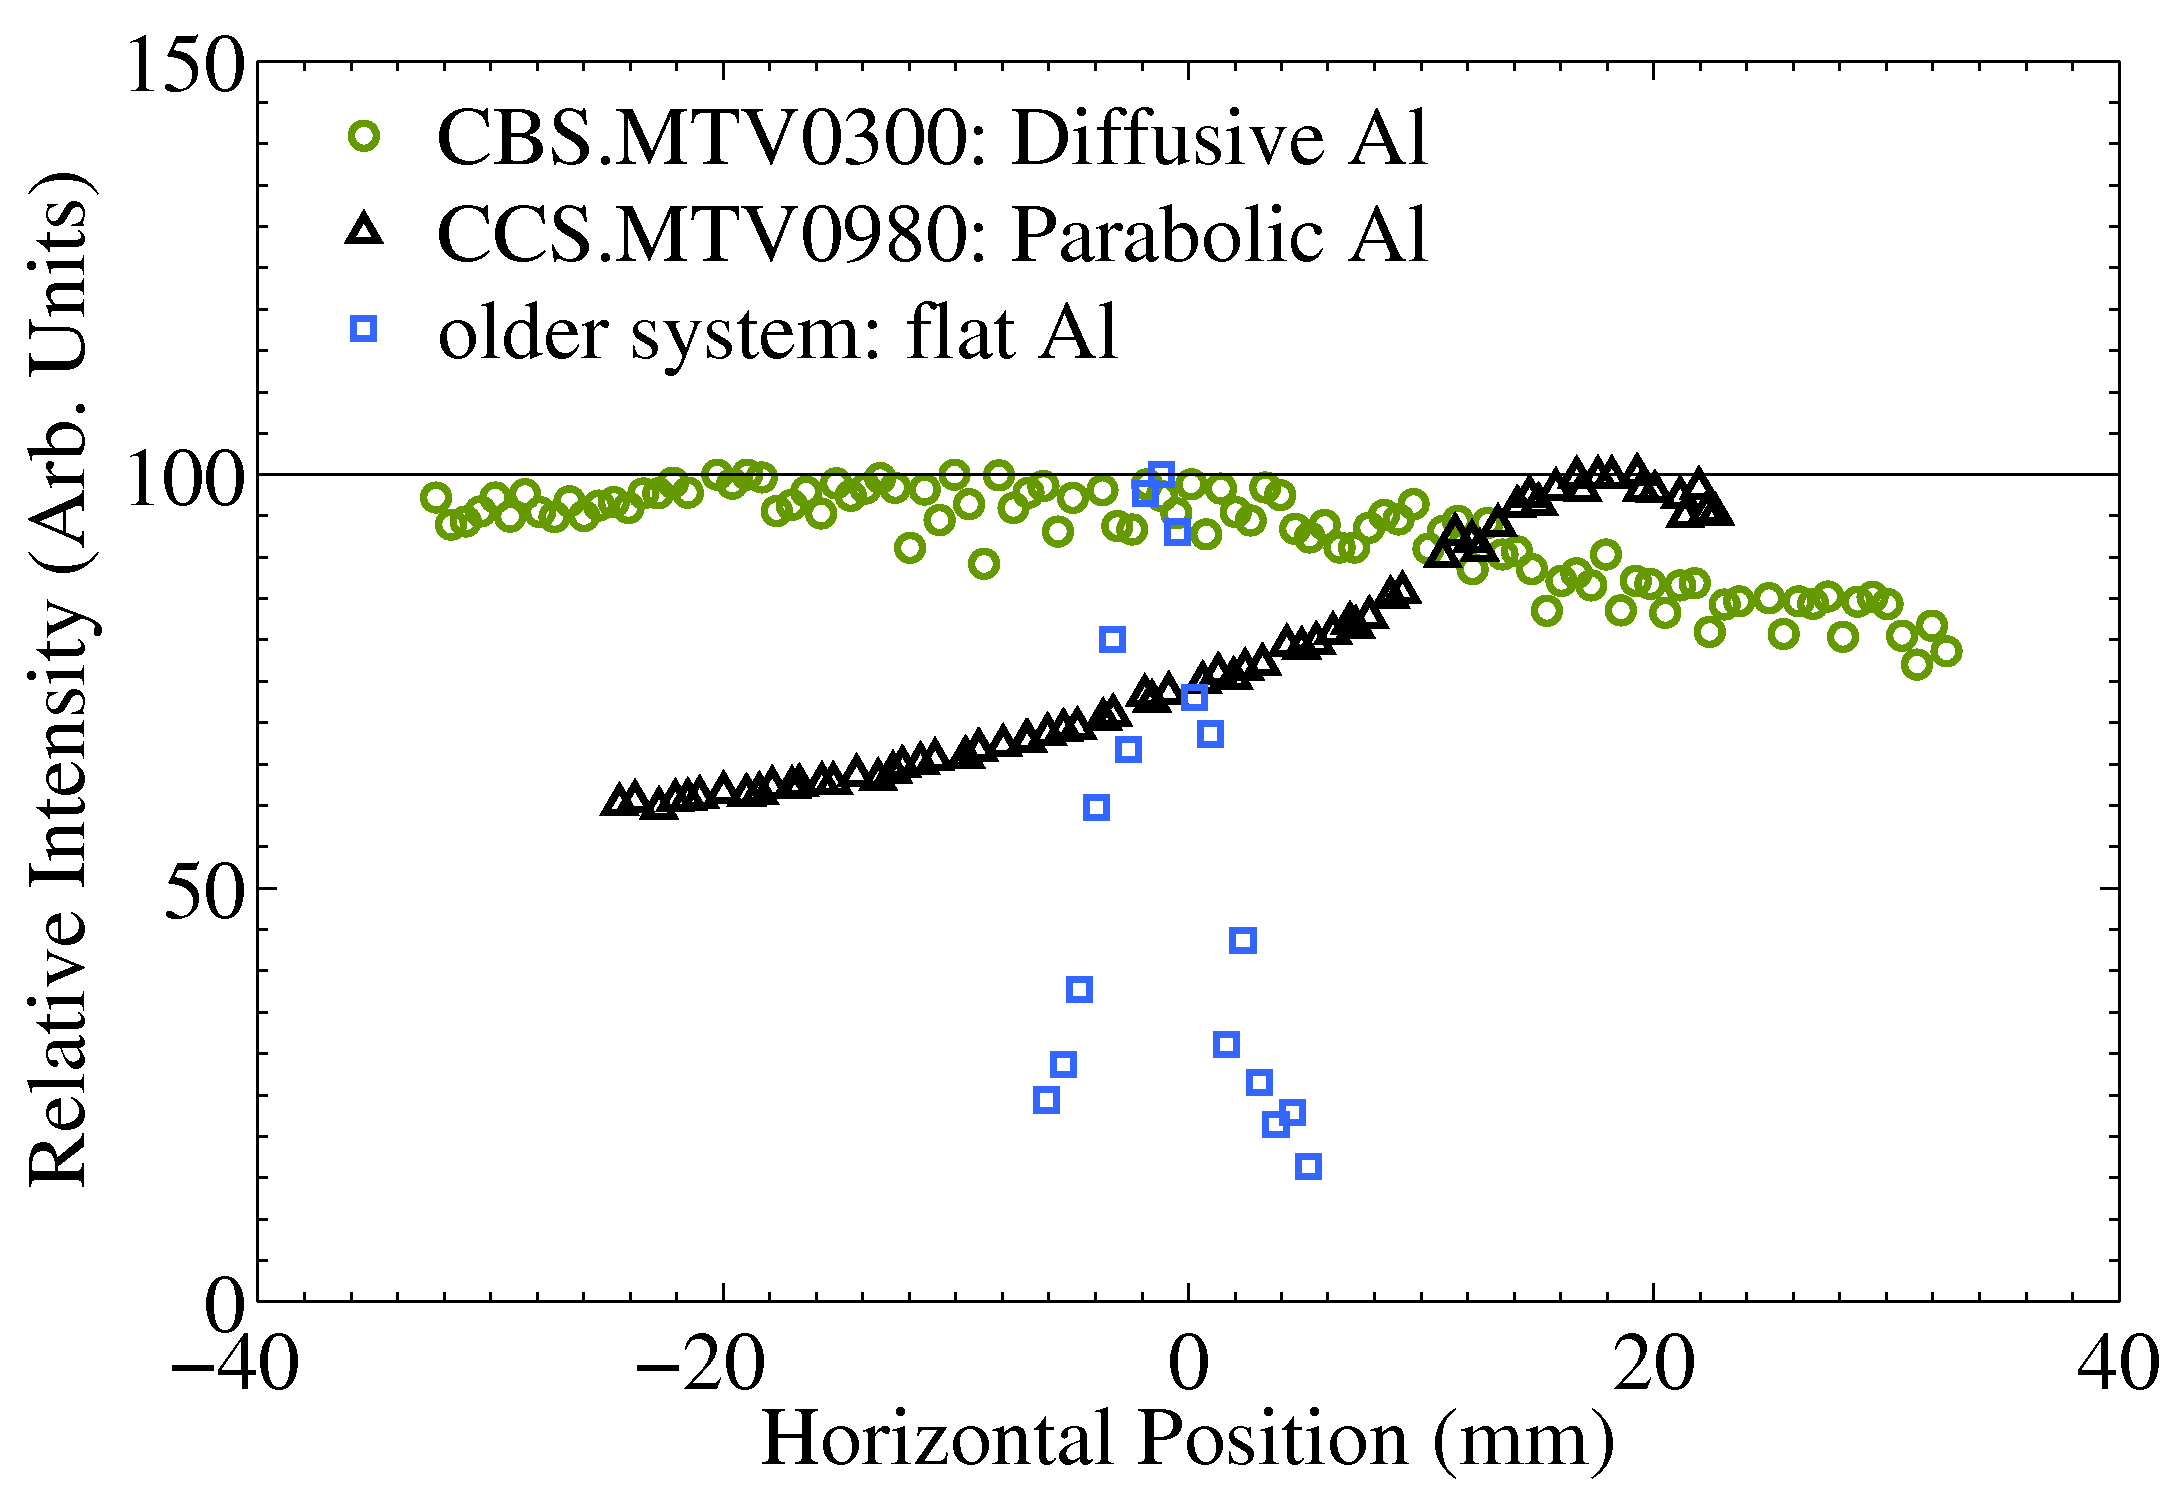 150
100
50
0
−40
−20
0
20
40
Relative Intensity (Arb. Units)
Horizontal Position (mm)
CBS.MTV0300: Diffusive Al
CCS.MTV0980: Parabolic Al
older system: flat Al